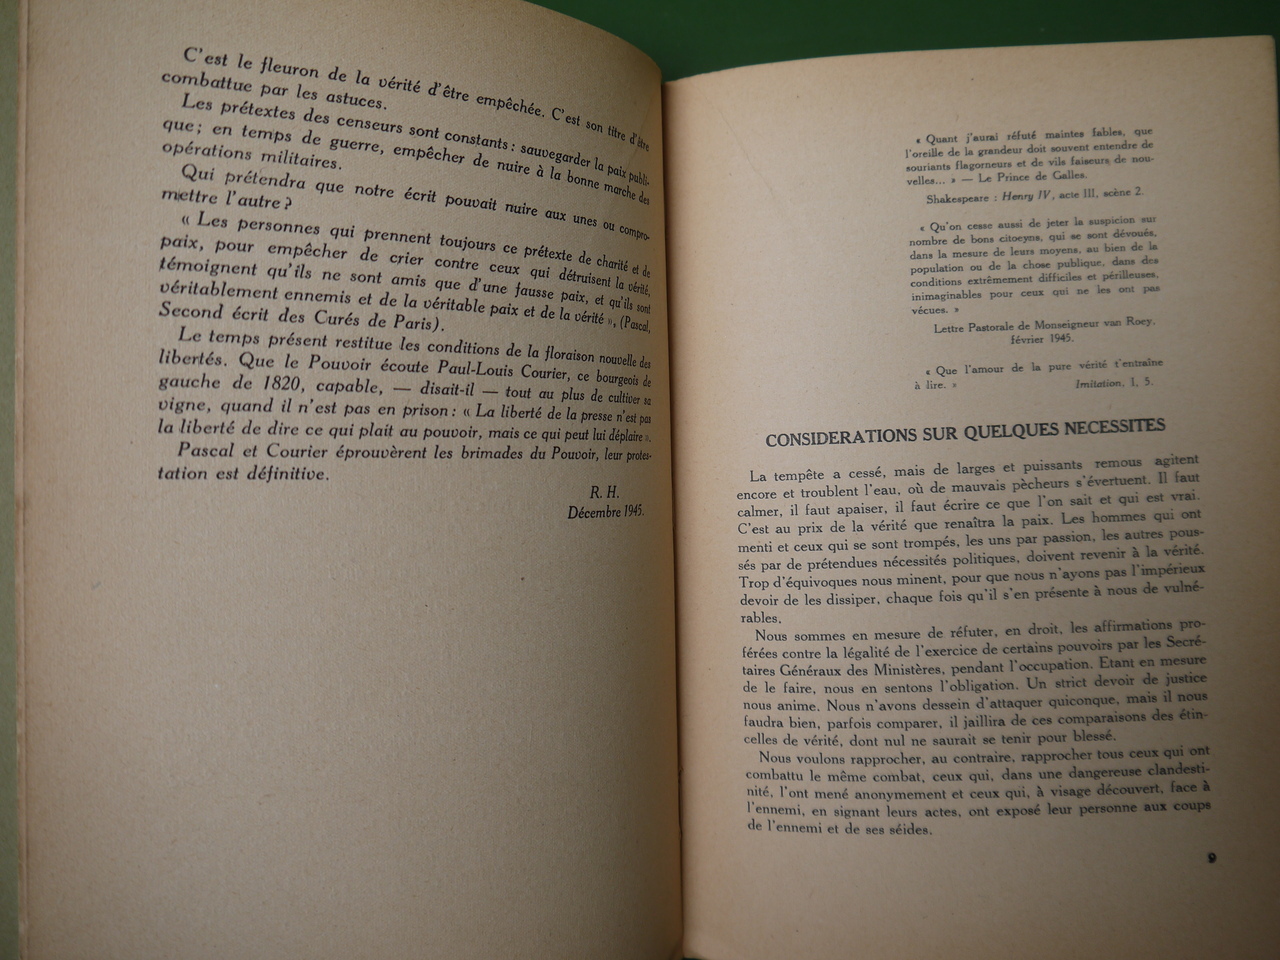 C'est le fleuron de la vérité d'être empêchée. C'est son titre d'être
combattue par les astuces.
Les prétextes des censeurs sont constants : sauvegarder la paix publi-
que ; en temps de guerre, empêcher de nuire à la bonne marche des
opérations militaires.
Qui prétendra que notre écrit pouvait nuire aux unes ou compro-
mettre l'autre ?
« Les personnes qui prennent toujours ce prétexte de charité et de
paix, pour empêcher de crier contre ceux qui détruisent la vérité,
témoignent qu'ils ne sont amis que d'une fausse paix, et qu'ils sont
véritablement ennemis et de la véritable paix et de la vérité », (Pascal,
Second écrit des Curés de Paris).
Le temps présent restitue les conditions de la floraison nouvelle des
libertés. Que le Pouvoir écoute Paul-Louis Courier, ce bourgeois de
gauche de 1820, capable, — disait-il — tout au plus de cultiver sa
vigne, quand il n'est pas en prison : « La liberté de la presse n'est pas
la liberté de dire ce qui plait au pouvoir, mais ce qui peut lui déplaire ».
Pascal et Courier éprouvèrent les brimades du Pouvoir, leur protes-
tation est définitive.
R. H.
Décembre 1945.
« Quant j'aurai réfuté maintes fables, que
l'oreille de la grandeur doit souvent entendre de
souriants flagorneurs et de vils faiseurs de nou-
velles... » — Le Prince de Galles.
Shakespeare : Henry IV, acte III, scène 2.
« Qu'on cesse aussi de jeter la suspicion sur
nombre de bons citoeyns, qui se sont dévoués,
dans la mesure de leurs moyens, au bien de la
population ou de la chose publique, dans des
conditions extrêmement difficiles et périlleuses,
inimaginables pour ceux qui ne les ont pas
vécues. »
Lettre Pastorale de Monseigneur van Roey,
février 1945.
« Que l'amour de la pure vérité t'entraîne
à lire. » Imitation, I, 5.
CONSIDERATIONS SUR QUELQUES NECESSITES
La tempête a cessé, mais de larges et puissants remous agitent
encore et troublent l'eau, où de mauvais pècheurs s'évertuent. Il faut
calmer, il faut apaiser, il faut écrire ce que l'on sait et qui est vrai.
C'est au prix de la vérité que renaîtra la paix. Les hommes qui ont
menti et ceux qui se sont trompés, les uns par passion, les autres pous-
sés par de prétendues nécessités politiques, doivent revenir à la vérité.
Trop d'équivoques nous minent, pour que nous n'ayons pas l'impérieux
devoir de les dissiper, chaque fois qu'il s'en présente à nous de vulné-
rables.
Nous sommes en mesure de réfuter, en droit, les affirmations pro-
férées contre la légalité de l'exercice de certains pouvoirs par les Secré-
taires Généraux des Ministères, pendant l'occupation. Etant en mesure
de le faire, nous en sentons l'obligation. Un strict devoir de justice
nous anime. Nous n'avons dessein d'attaquer quiconque, mais il nous
faudra bien, parfois comparer, il jaillira de ces comparaisons des étin-
celles de vérité, dont nul ne saurait se tenir pour blessé.
Nous voulons rapprocher, au contraire, rapprocher tous ceux qui ont
combattu le même combat, ceux qui, dans une dangereuse clandesti-
nité, l'ont mené anonymement et ceux qui, à visage découvert, face à
l'ennemi, en signant leurs actes, ont exposé leur personne aux coups
de l'ennemi et de ses séides.
9